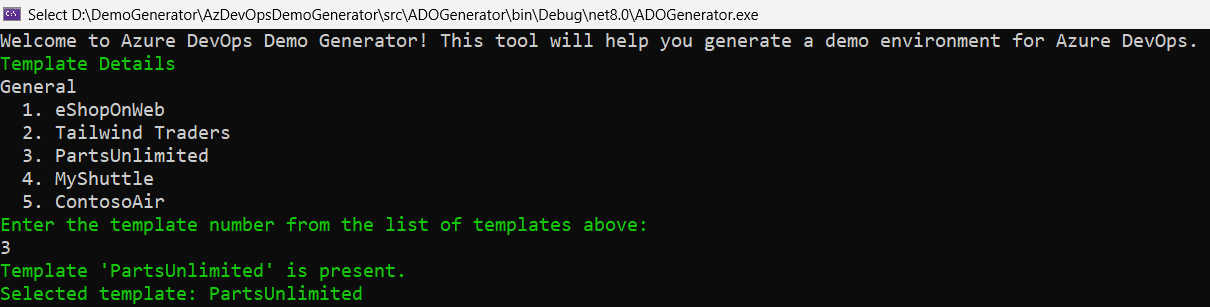 Select D:\DemoGenerator\AzDevOpsDemoGenerator\src\ADOGenerator\bin\Debug\net8.0\ADOGenerator.exe
Welcome to Azure DevOps Demo Generator! This tool will help you generate a demo environment for Azure DevOps.
Template Details
General
  1. eShopOnWeb
  2. Tailwind Traders
  3. PartsUnlimited
  4. MyShuttle
  5. ContosoAir
Enter the template number from the list of templates above:
3
Template 'PartsUnlimited' is present.
Selected template: PartsUnlimited